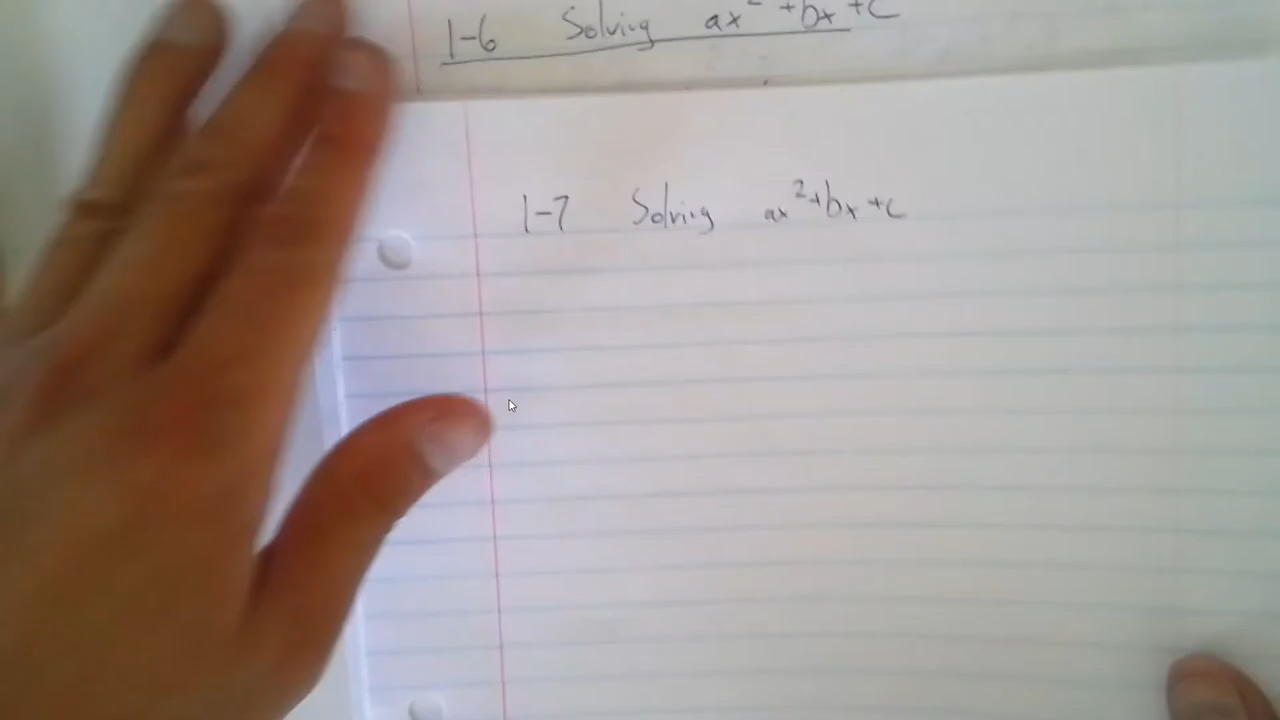 1-6 Solving ax² +bx +c
1-7 Solving ax²+bx +c